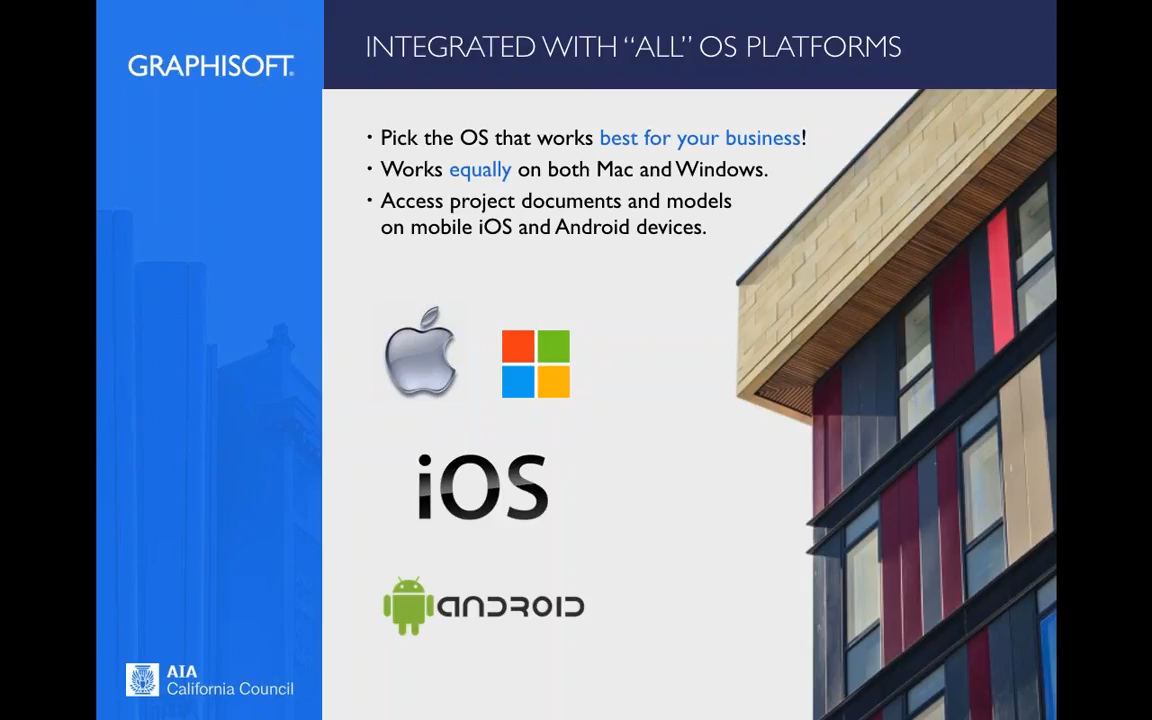 GRAPHISOFT.
INTEGRATED WITH “ALL” OS PLATFORMS
• Pick the OS that works best for your business!
• Works equally on both Mac and Windows.
• Access project documents and models
on mobile iOS and Android devices.
iOS
ANDROID
AIA
California Council